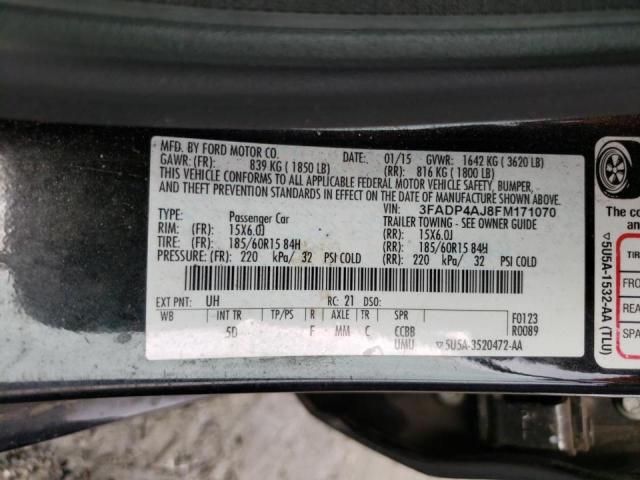 MFD. BY FORD MOTOR CO.
DATE: 01/15 GVWR: 1642 KG ( 3620 LB)
GAWR: (FR): 839 KG ( 1850 LB) (RR): 816 KG ( 1800 LB)
THIS VEHICLE CONFORMS TO ALL APPLICABLE FEDERAL MOTOR VEHICLE SAFETY, BUMPER,
AND THEFT PREVENTION STANDARDS IN EFFECT ON THE DATE OF MANUFACTURE SHOWN ABOVE.
VIN: 3FADP4AJ8FM171070
TYPE: Passenger Car TRAILER TOWING - SEE OWNER GUIDE
RIM: (FR): 15X6.0J (RR): 15X6.0J
TIRE: (FR): 185/60R15 84H (RR): 185/60R15 84H
PRESSURE: (FR): 220 kPa/ 32 PSI COLD (RR): 220 kPa/ 32 PSI COLD
EXT PNT: UH RC: 21 DSO:
WB INT TR TP/PS R AXLE TR SPR F0123
5D F MM C CCBB R0089
UMU ▽5U5A-3520472-AA
▽5U5A-1532-AA (TLU)
The co
of
TIR
FRO
REA
SPA